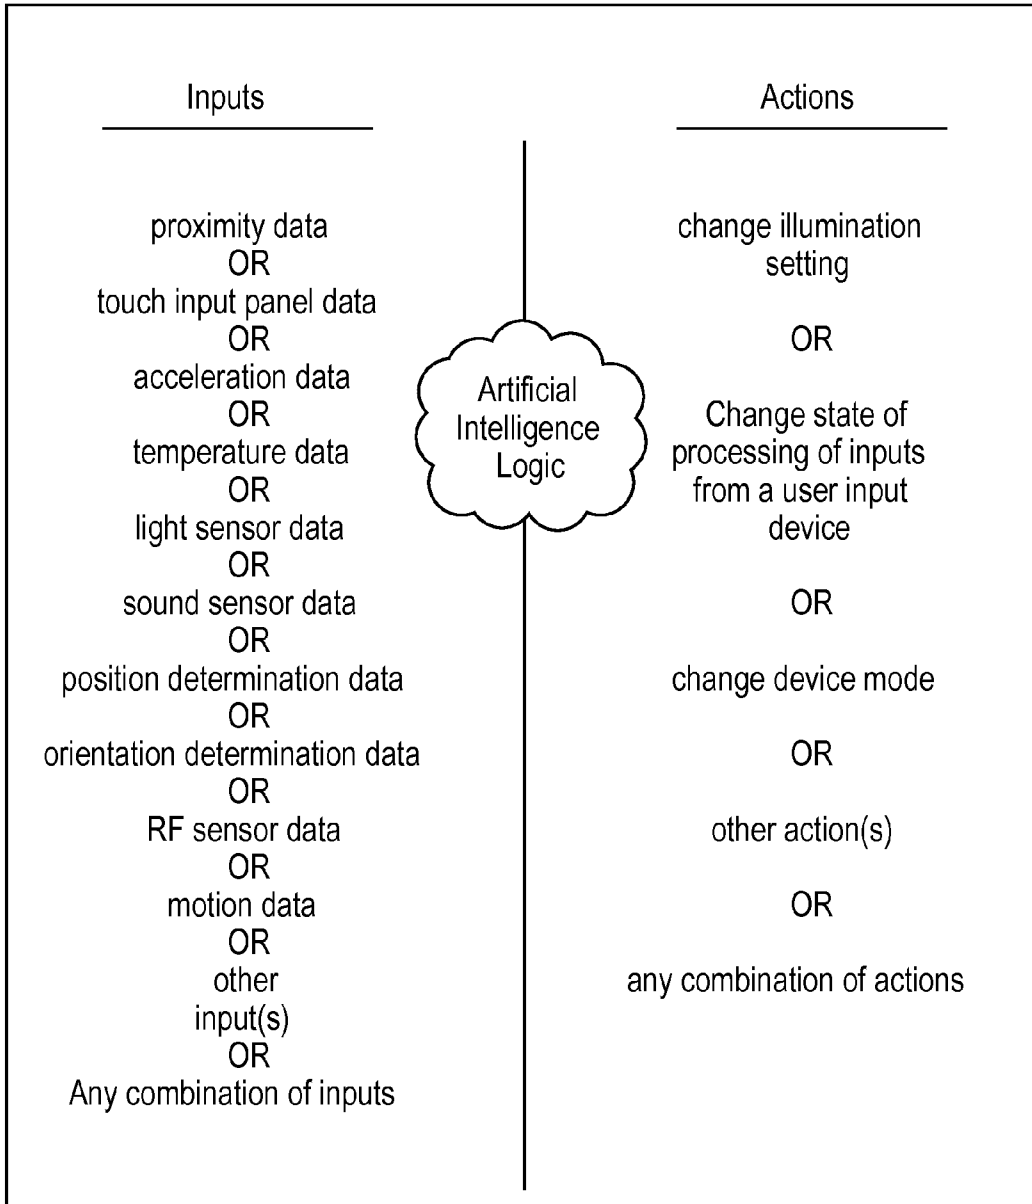 Inputs
proximity data
OR
touch input panel data
OR
acceleration data
OR
temperature data
OR
light sensor data
OR
sound sensor data
OR
position determination data
OR
orientation determination data
OR
RF sensor data
OR
motion data
OR
other
input(s)
OR
Any combination of inputs
Artificial
Intelligence
Logic
Actions
change illumination
setting
OR
Change state of
processing of inputs
from a user input
device
OR
change device mode
OR
other action(s)
OR
any combination of actions